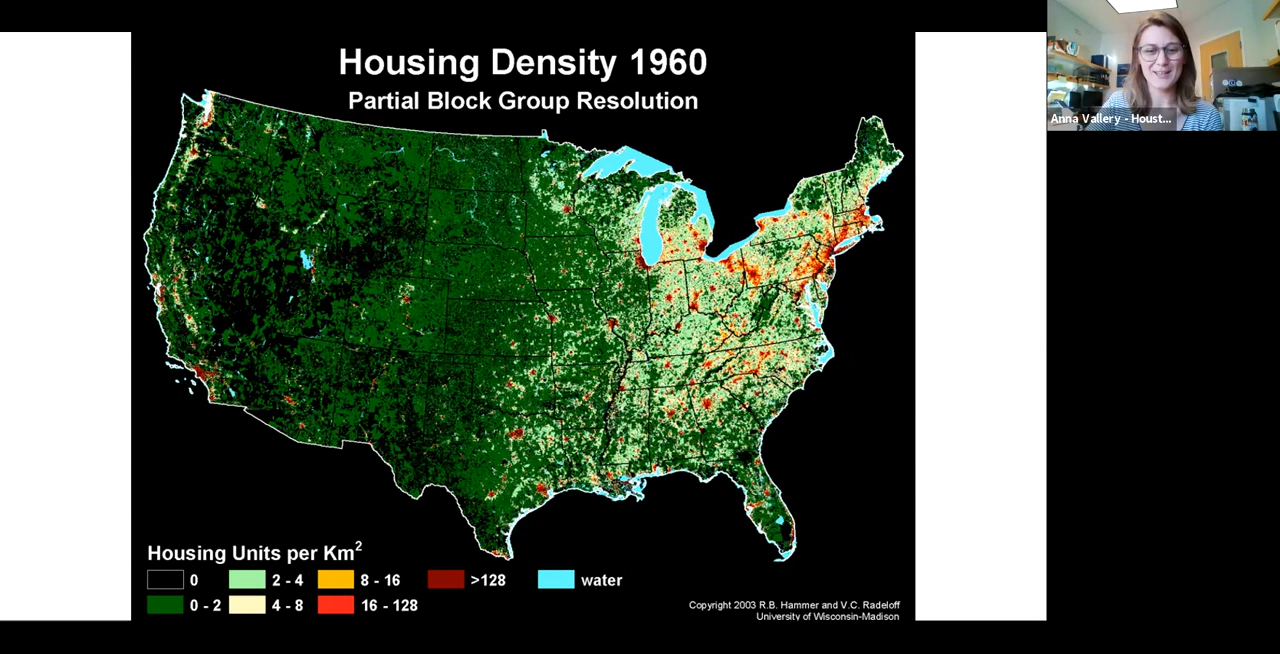 Housing Density 1960
Partial Block Group Resolution
Anna Vallery - Houst...
Housing Units per Km2
0
2 - 4
8 - 16
>128
water
0 - 2
4 - 8
16 - 128
Copyright 2003 R.B. Hammer and V.C. Radeloff
University of Wisconsin-Madison